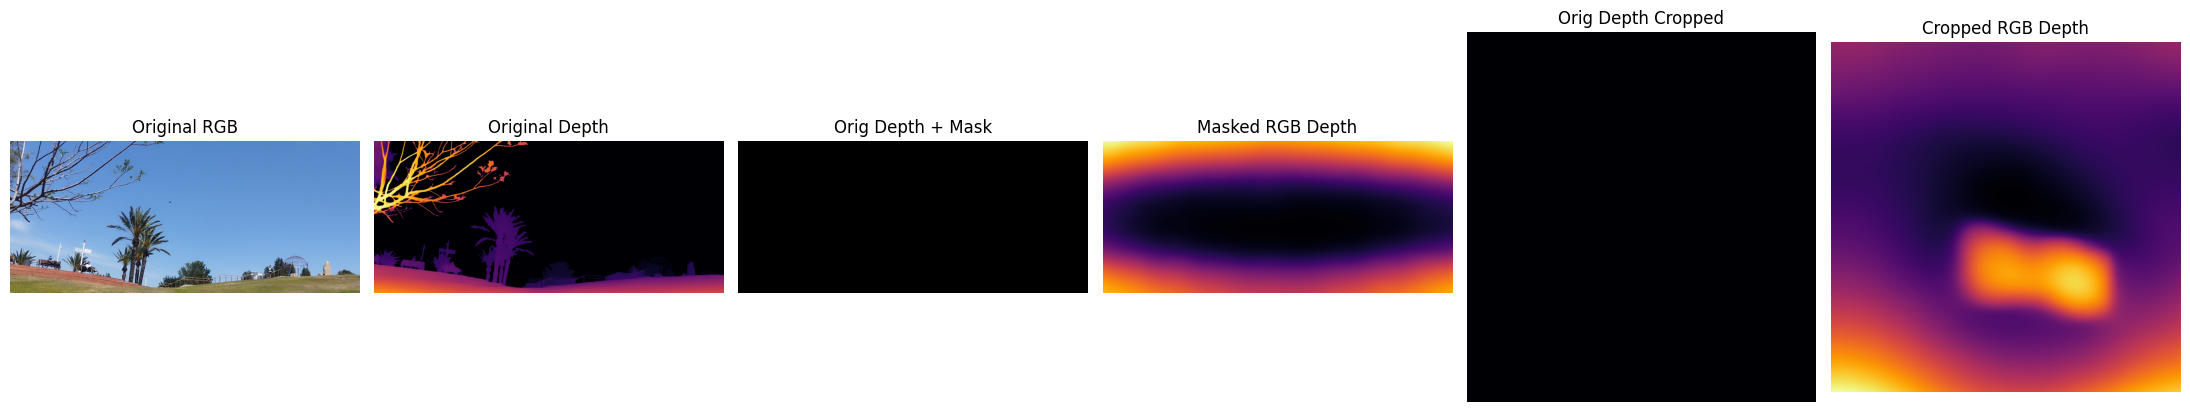 Original RGB
Original Depth
Orig Depth + Mask
Masked RGB Depth
Orig Depth Cropped
Cropped RGB Depth